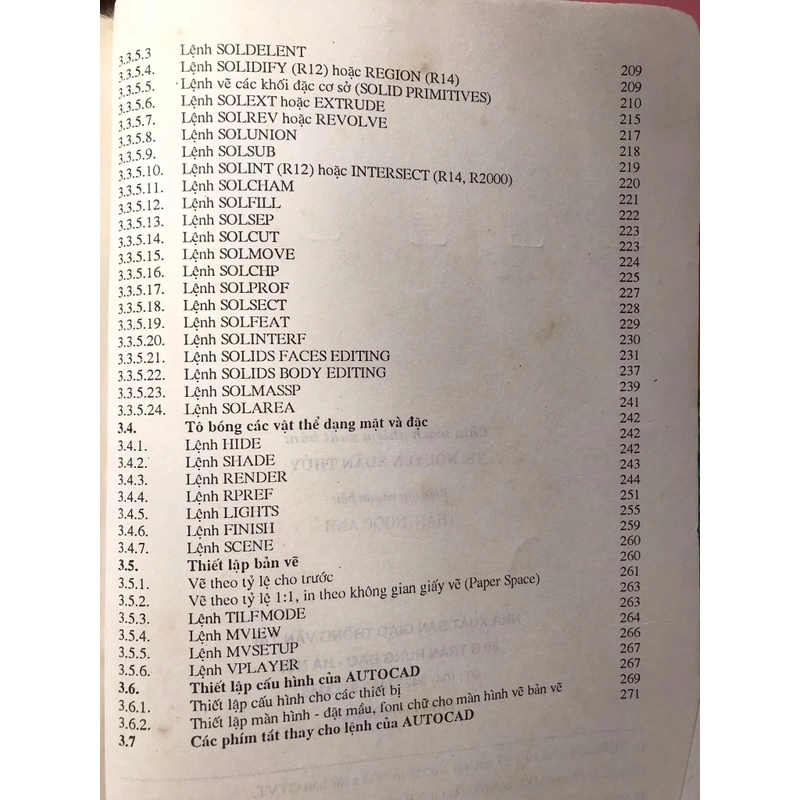 3.3.5.3 Lệnh SOLDELENT 209
3.3.5.4. Lệnh SOLIDIFY (R12) hoặc REGION (R14) 209
3.3.5.5. Lệnh vẽ các khối đặc cơ sở (SOLID PRIMITIVES) 210
3.3.5.6. Lệnh SOLEXT hoặc EXTRUDE 215
3.3.5.7. Lệnh SOLREV hoặc REVOLVE 217
3.3.5.8. Lệnh SOLUNION 218
3.3.5.9. Lệnh SOLSUB 219
3.3.5.10. Lệnh SOLINT (R12) hoặc INTERSECT (R14, R2000) 220
3.3.5.11. Lệnh SOLCHAM 221
3.3.5.12. Lệnh SOLFILL 222
3.3.5.13. Lệnh SOLSEP 223
3.3.5.14. Lệnh SOLCUT 223
3.3.5.15. Lệnh SOLMOVE 224
3.3.5.16. Lệnh SOLCHP 225
3.3.5.17. Lệnh SOLPROF 227
3.3.5.18. Lệnh SOLSECT 228
3.3.5.19. Lệnh SOLFEAT 229
3.3.5.20. Lệnh SOLINTERF 230
3.3.5.21. Lệnh SOLIDS FACES EDITING 231
3.3.5.22. Lệnh SOLIDS BODY EDITING 237
3.3.5.23. Lệnh SOLMASSP 239
3.3.5.24. Lệnh SOLAREA 241
3.4. Tô bóng các vật thể dạng mặt và đặc 242
3.4.1. Lệnh HIDE 242
3.4.2. Lệnh SHADE 242
3.4.3. Lệnh RENDER 243
3.4.4. Lệnh RPREF 244
3.4.5. Lệnh LIGHTS 251
3.4.6. Lệnh FINISH 255
3.4.7. Lệnh SCENE 259
3.5. Thiết lập bản vẽ 260
3.5.1. Vẽ theo tỷ lệ cho trước 260
3.5.2. Vẽ theo tỷ lệ 1:1, in theo không gian giấy vẽ (Paper Space) 261
3.5.3. Lệnh TILFMODE 263
3.5.4. Lệnh MVIEW 263
3.5.5. Lệnh MVSETUP 264
3.5.6. Lệnh VPLAYER 266
3.6. Thiết lập cấu hình của AUTOCAD 267
3.6.1. Thiết lập cấu hình cho các thiết bị 267
3.6.2. Thiết lập màn hình - đặt mầu, font chữ cho màn hình vẽ bản vẽ 269
3.7 Các phím tắt thay cho lệnh của AUTOCAD 271